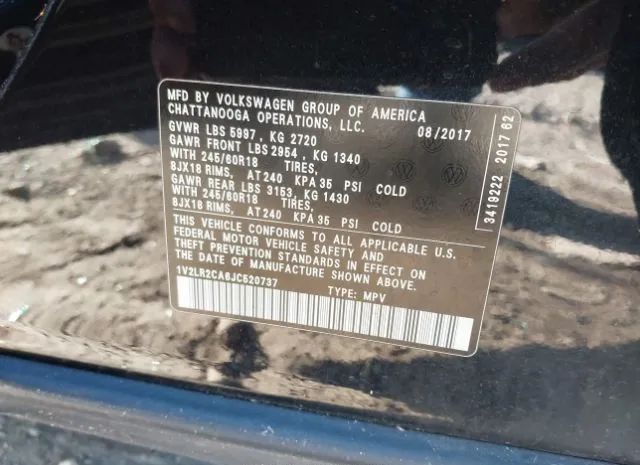 MFD BY VOLKSWAGEN GROUP OF AMERICA
CHATTANOOGA OPERATIONS, LLC. 08/2017
GVWR LBS 5997, KG 2720
GAWR FRONT LBS 2954, KG 1340
WITH 245/60R18 TIRES,
8JX18 RIMS, AT240 KPA 35 PSI COLD
GAWR REAR LBS 3153, KG 1430
WITH 245/60R18 TIRES,
8JX18 RIMS, AT240 KPA 35 PSI COLD
THIS VEHICLE CONFORMS TO ALL APPLICABLE U.S.
FEDERAL MOTOR VEHICLE SAFETY AND
THEFT PREVENTION STANDARDS IN EFFECT ON
THE DATE OF MANUFACTURE SHOWN ABOVE.
1V2LR2CA6JC520737 TYPE: MPV
3419222 2017 62